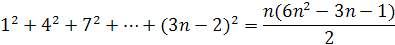 1² + 4² + 7² + ⋯ + (3n − 2)² = n(6n² − 3n − 1) / 2